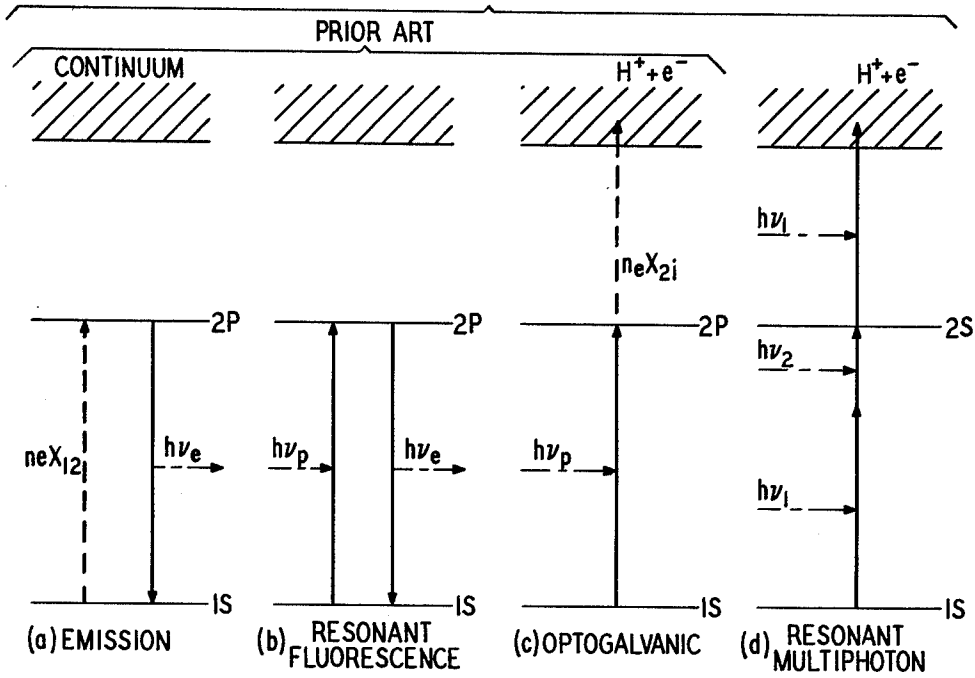 PRIOR ART
CONTINUUM
H⁺+e⁻
H⁺+e⁻
hν₁
nₑX₂ᵢ
2P
2P
2P
2S
hν₂
neX₁₂
hνₑ
hνₚ
hνₑ
hνₚ
hν₁
1S
1S
1S
1S
(a) EMISSION
(b) RESONANT
FLUORESCENCE
(c) OPTOGALVANIC
(d) RESONANT
MULTIPHOTON